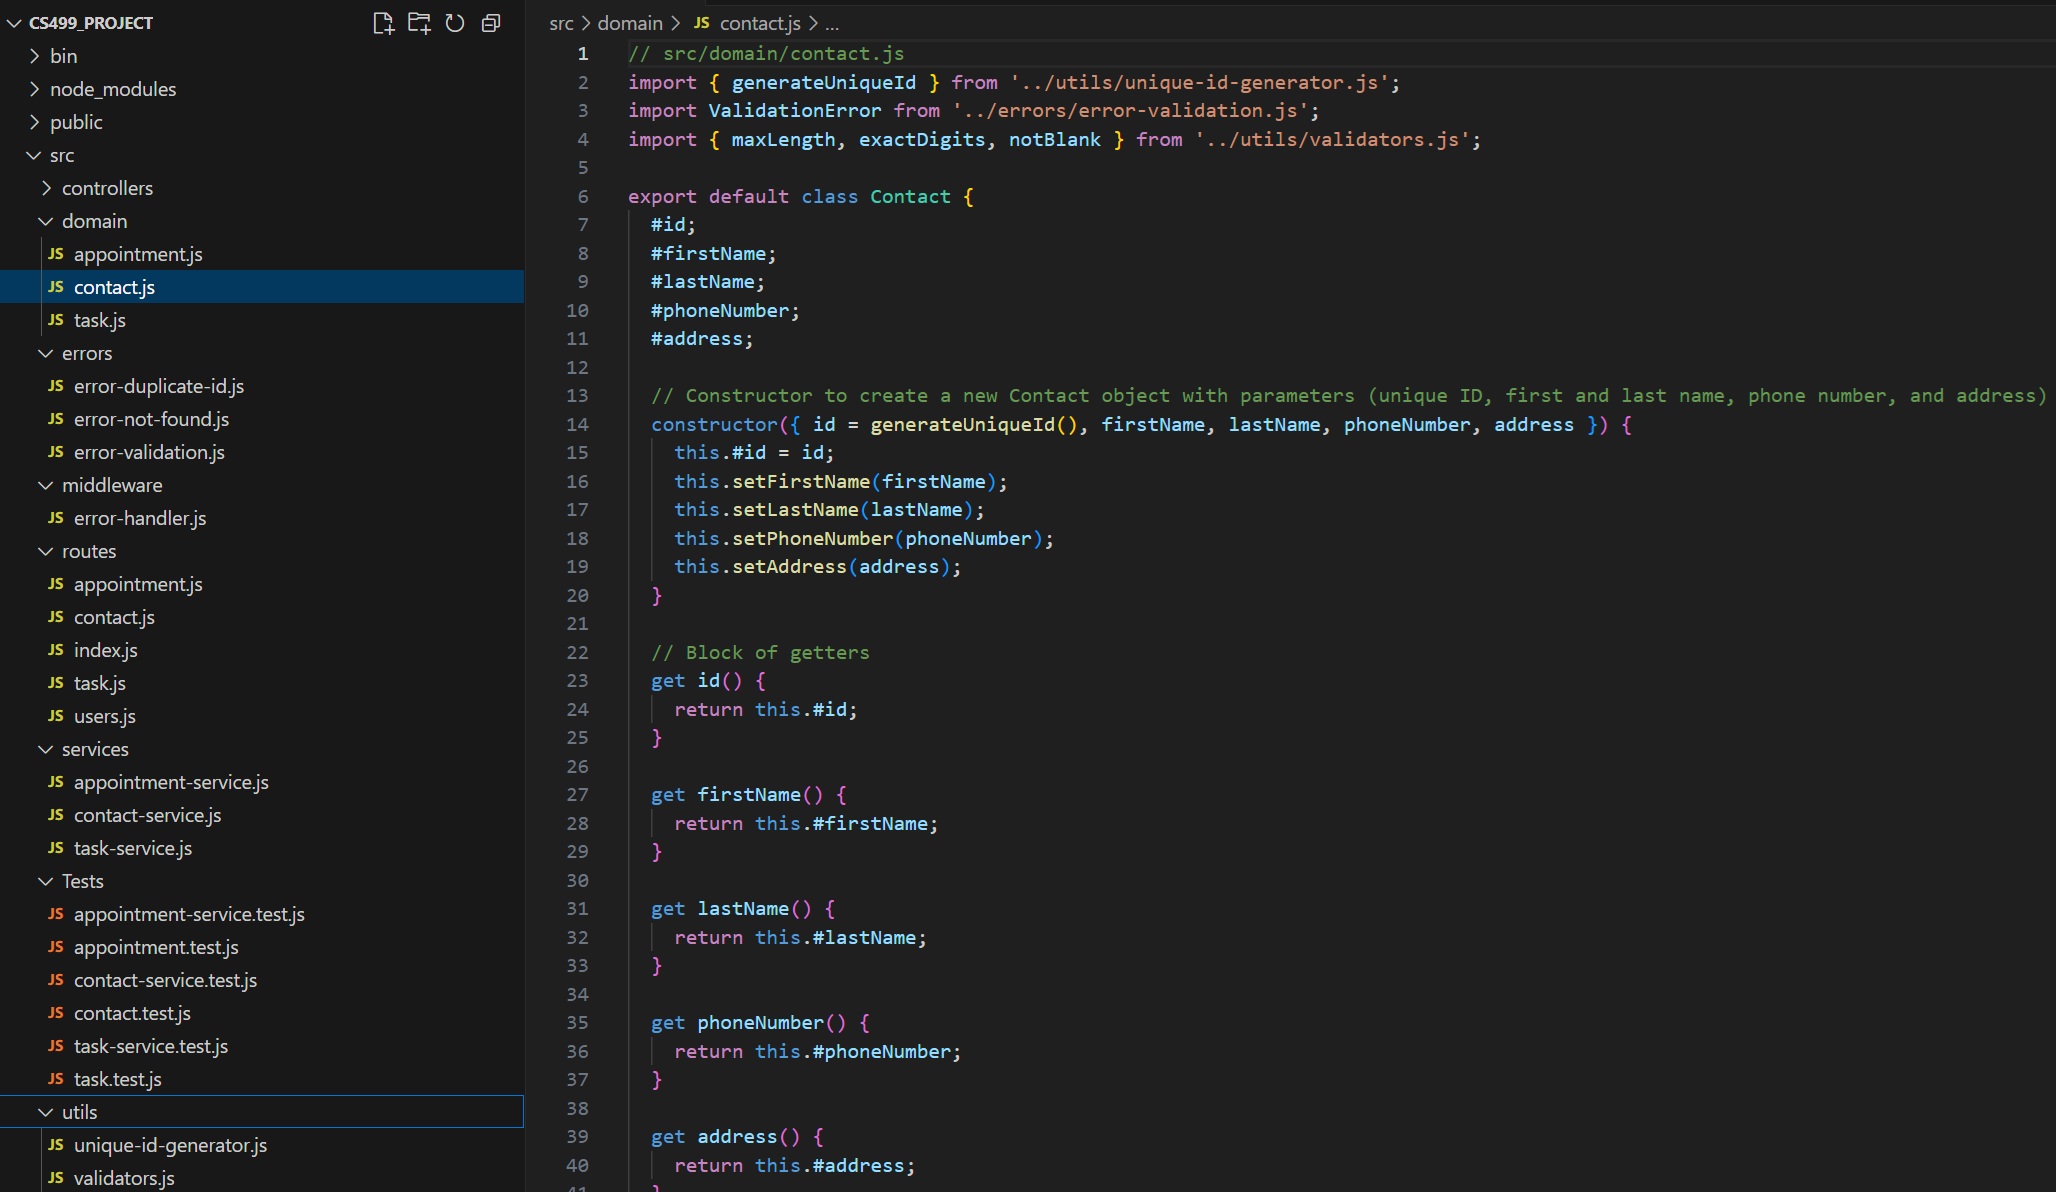 CS499_PROJECT
bin
node_modules
public
src
controllers
domain
JS appointment.js
JS contact.js
JS task.js
errors
JS error-duplicate-id.js
JS error-not-found.js
JS error-validation.js
middleware
JS error-handler.js
routes
JS appointment.js
JS contact.js
JS index.js
JS task.js
JS users.js
services
JS appointment-service.js
JS contact-service.js
JS task-service.js
Tests
JS appointment-service.test.js
JS appointment.test.js
JS contact-service.test.js
JS contact.test.js
JS task-service.test.js
JS task.test.js
utils
JS unique-id-generator.js
JS validators.js
src > domain > JS contact.js > ...
1 // src/domain/contact.js
2 import { generateUniqueId } from '../utils/unique-id-generator.js';
3 import ValidationError from '../errors/error-validation.js';
4 import { maxLength, exactDigits, notBlank } from '../utils/validators.js';
5
6 export default class Contact {
7 #id;
8 #firstName;
9 #lastName;
10 #phoneNumber;
11 #address;
12
13 // Constructor to create a new Contact object with parameters (unique ID, first and last name, phone number, and address)
14 constructor({ id = generateUniqueId(), firstName, lastName, phoneNumber, address }) {
15 this.#id = id;
16 this.setFirstName(firstName);
17 this.setLastName(lastName);
18 this.setPhoneNumber(phoneNumber);
19 this.setAddress(address);
20 }
21
22 // Block of getters
23 get id() {
24 return this.#id;
25 }
26
27 get firstName() {
28 return this.#firstName;
29 }
30
31 get lastName() {
32 return this.#lastName;
33 }
34
35 get phoneNumber() {
36 return this.#phoneNumber;
37 }
38
39 get address() {
40 return this.#address;